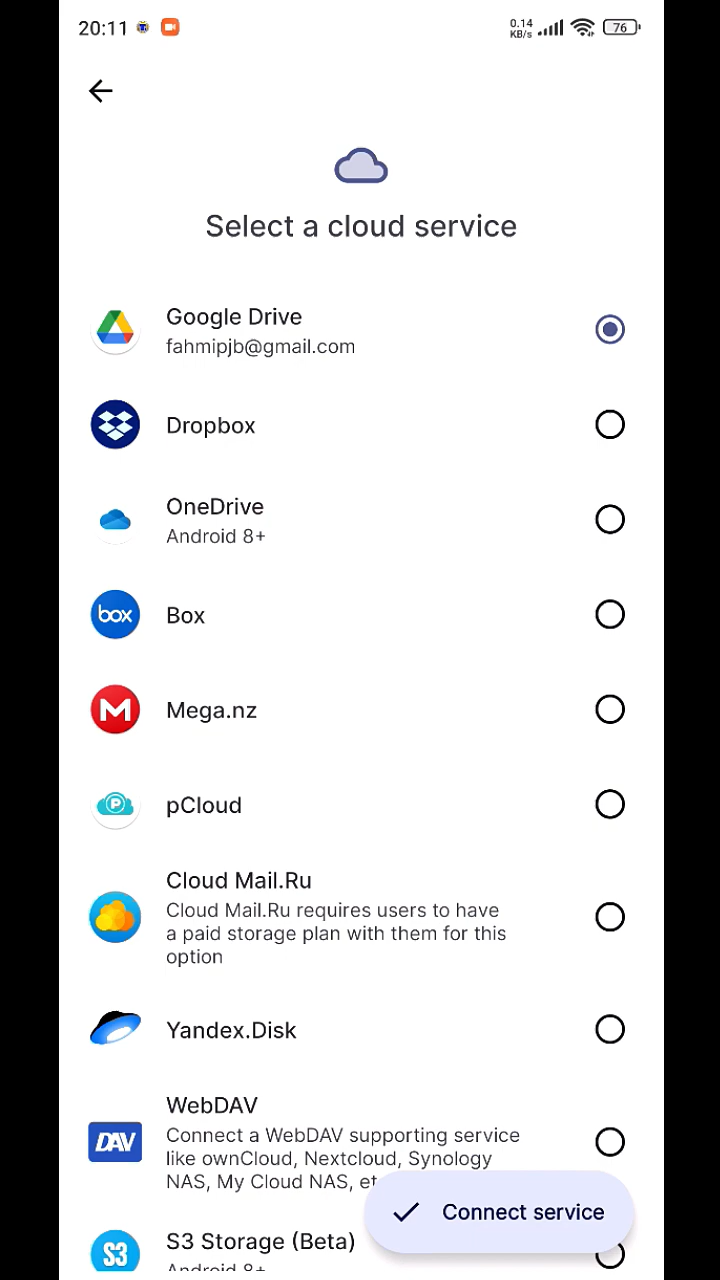 20:11
0.14
KB/s
76
Select a cloud service
Google Drive
fahmipjb@gmail.com
Dropbox
OneDrive
Android 8+
box
Box
Mega.nz
P
pCloud
Cloud Mail.Ru
Cloud Mail.Ru requires users to have
a paid storage plan with them for this
option
Yandex.Disk
WebDAV
DAV
Connect a WebDAV supporting service
like ownCloud, Nextcloud, Synology
NAS, My Cloud NAS, et
Connect service
S3
S3 Storage (Beta)
Android 8+